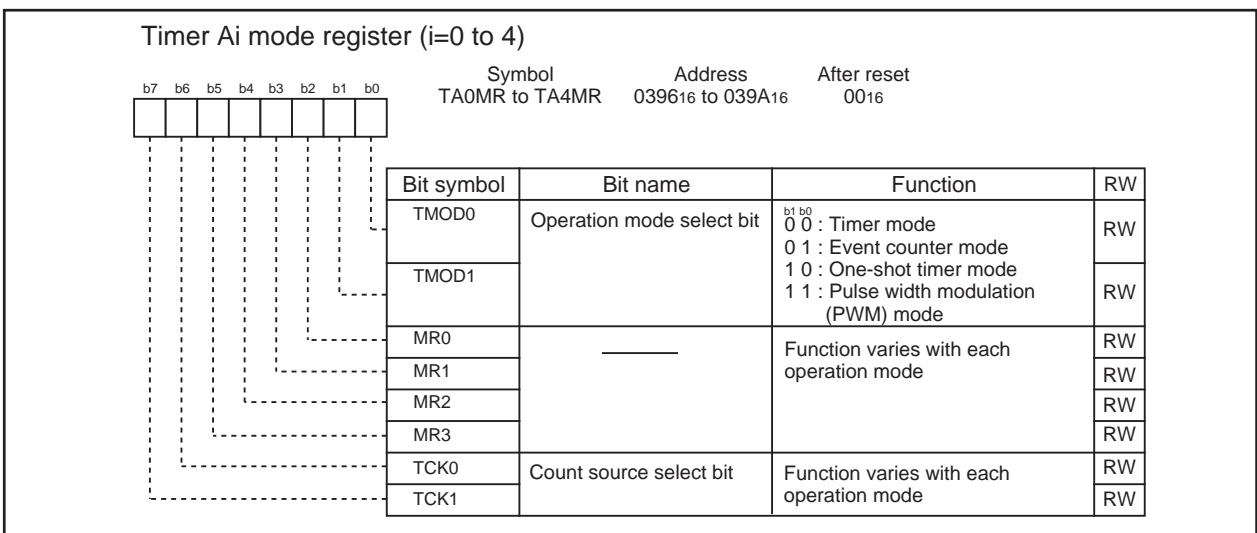 Timer Ai mode register (i=0 to 4)
Symbol Address After reset
b7 b6 b5 b4 b3 b2 b1 b0
TA0MR to TA4MR 039616 to 039A16 0016
Bit symbol Bit name Function RW
TMOD0 Operation mode select bit b1 b0
0 0 : Timer mode RW
0 1 : Event counter mode
TMOD1 1 0 : One-shot timer mode
1 1 : Pulse width modulation RW
(PWM) mode
MR0 Function varies with each RW
MR1 operation mode RW
MR2 RW
MR3 RW
TCK0 Count source select bit Function varies with each RW
TCK1 operation mode RW